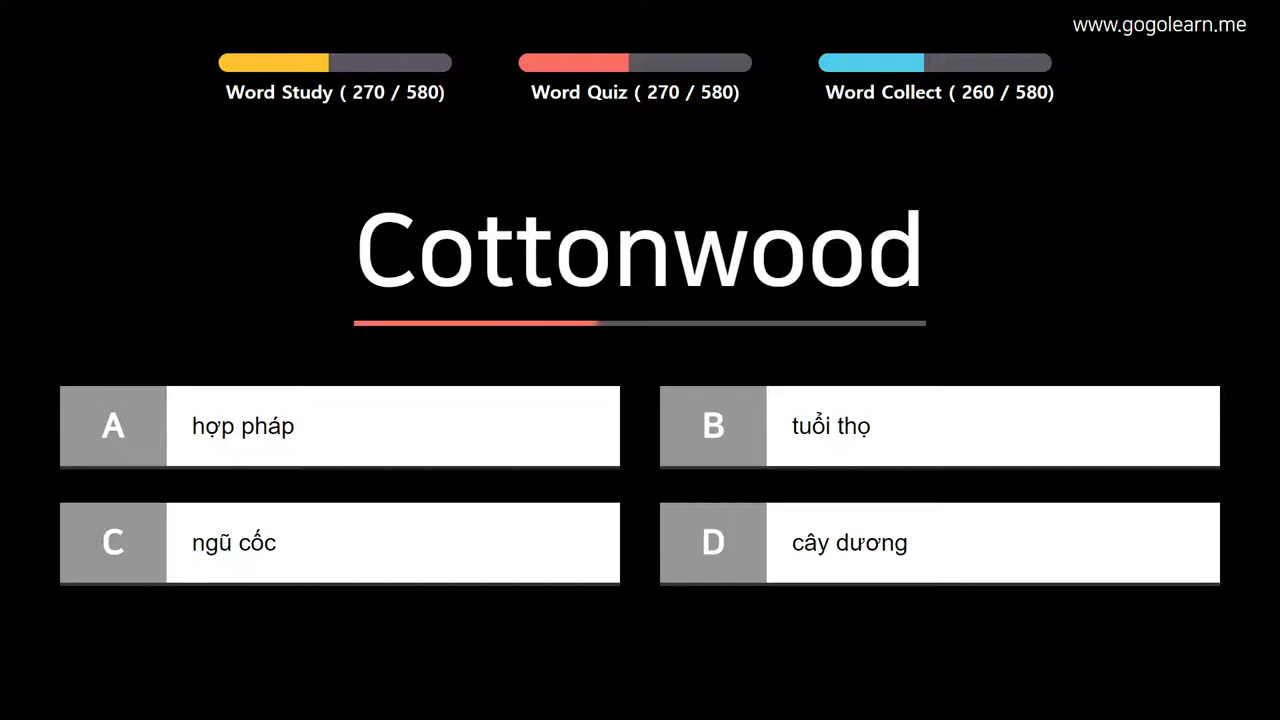 www.gogolearn.me
Word Study ( 270 / 580)
Word Quiz ( 270 / 580)
Word Collect ( 260 / 580)
Cottonwood
A
hợp pháp
B
tuổi thọ
C
ngũ cốc
D
cây dương